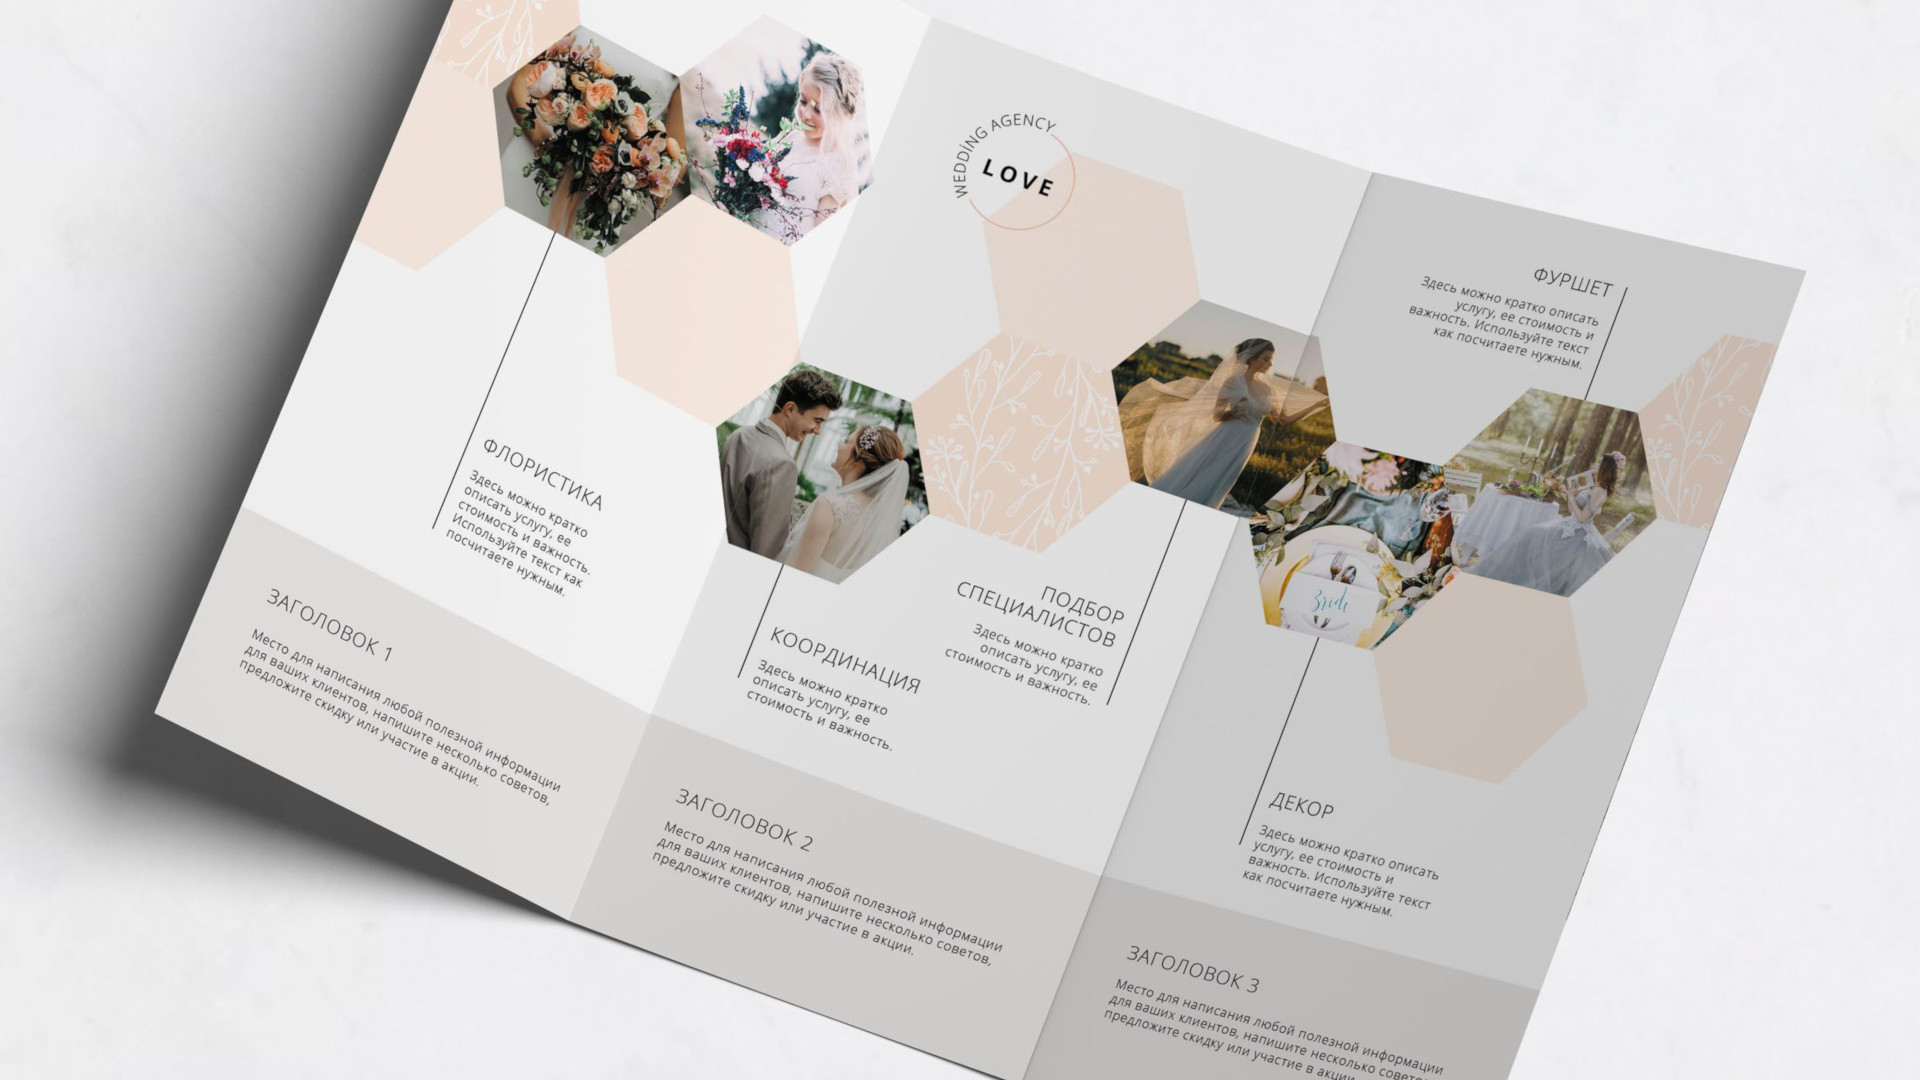 WEDDING AGENCY
LOVE
ФЛОРИСТИКА
Здесь можно кратко
описать услугу, ее
стоимость и важность.
Используйте текст как
посчитаете нужным.
ЗАГОЛОВОК 1
Место для написания любой полезной информации
для ваших клиентов, напишите несколько советов,
предложите скидку или участие в акции.
КООРДИНАЦИЯ
Здесь можно кратко
описать услугу, ее
стоимость и важность.
ПОДБОР
СПЕЦИАЛИСТОВ
Здесь можно кратко
описать услугу, ее
стоимость и важность.
ЗАГОЛОВОК 2
Место для написания любой полезной информации
для ваших клиентов, напишите несколько советов,
предложите скидку или участие в акции.
ФУРШЕТ
Здесь можно кратко описать
услугу, ее стоимость и
важность. Используйте текст
как посчитаете нужным.
Bride
ДЕКОР
Здесь можно кратко описать
услугу, ее стоимость и
важность. Используйте текст
как посчитаете нужным.
ЗАГОЛОВОК 3
Место для написания любой полезной информации
для ваших клиентов, напишите несколько советов,
предложите скидку или участие в акции.